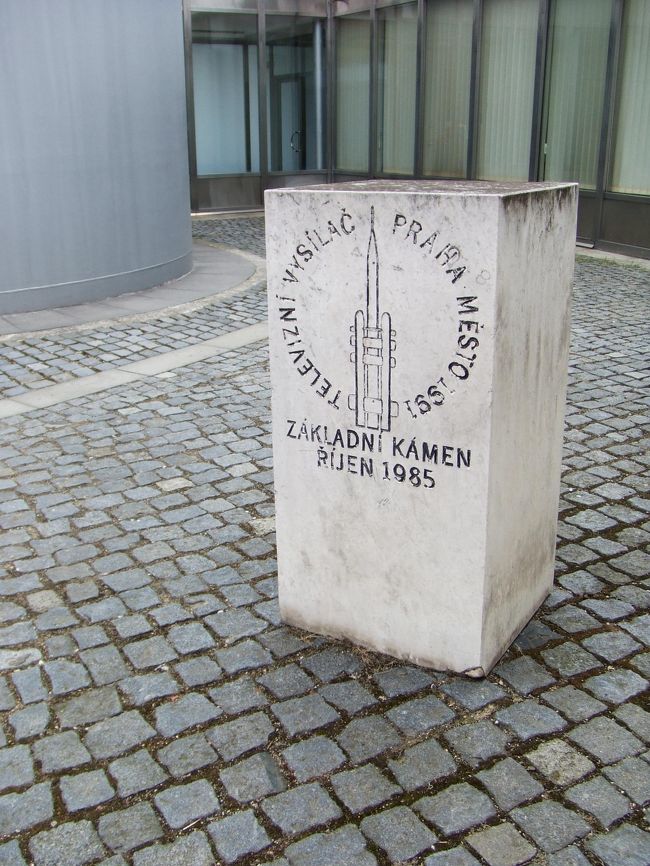 TELEVIZNÍ VYSÍLAČ PRAHA MĚSTO 1991
ZÁKLADNÍ KÁMEN
ŘÍJEN 1985